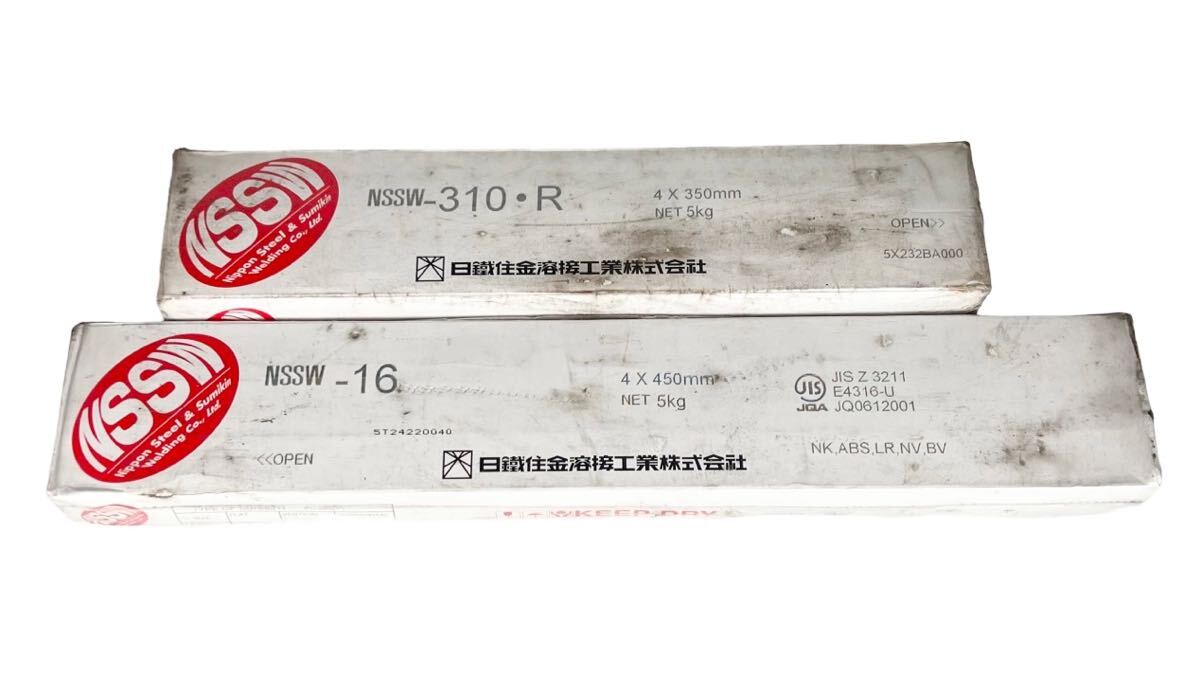 NSSW
Nippon Steel & Sumikin
Welding Co., Ltd.
NSSW-310・R
4 X 350mm
NET 5kg
OPEN>>
5X232BA000
日鐵住金溶接工業株式会社
NSSW
Nippon Steel & Sumikin
Welding Co., Ltd.
NSSW -16
4 X 450mm
NET 5kg
JIS
JQA
JIS Z 3211
E4316-U
JQ0612001
5T24220040
<<OPEN
日鐵住金溶接工業株式会社
NK,ABS,LR,NV,BV
KEEP DRY